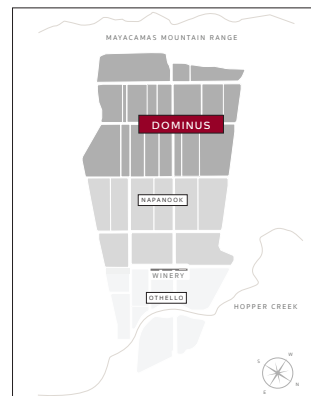 MAYACAMAS MOUNTAIN RANGE
DOMINUS
NAPANOOK
WINERY
OTHELLO
HOPPER CREEK
W
S
N
E